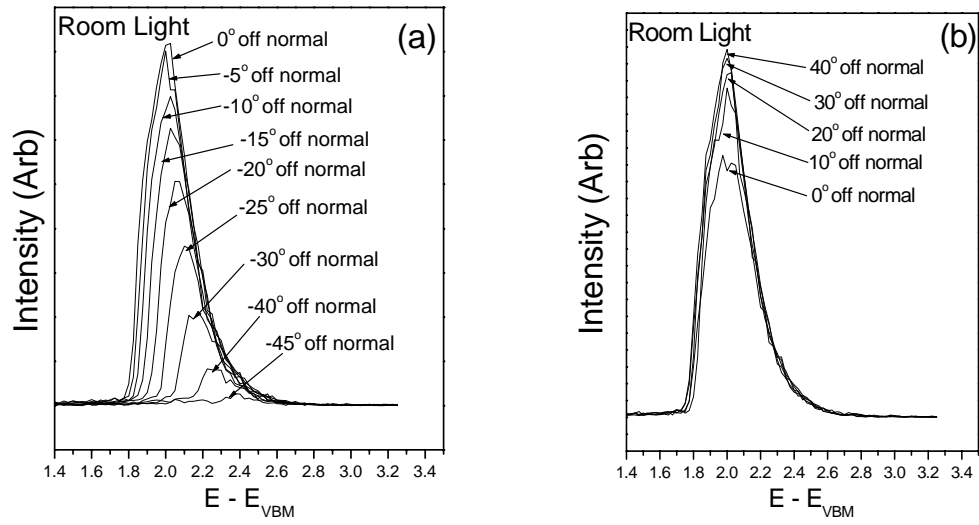 Room Light
(a)
0° off normal
-5° off normal
-10° off normal
-15° off normal
-20° off normal
-25° off normal
-30° off normal
-40° off normal
-45° off normal
Intensity (Arb)
1.4 1.6 1.8 2.0 2.2 2.4 2.6 2.8 3.0 3.2 3.4
E - E_VBM
Room Light
(b)
40° off normal
30° off normal
20° off normal
10° off normal
0° off normal
Intensity (Arb)
1.4 1.6 1.8 2.0 2.2 2.4 2.6 2.8 3.0 3.2 3.4
E - E_VBM